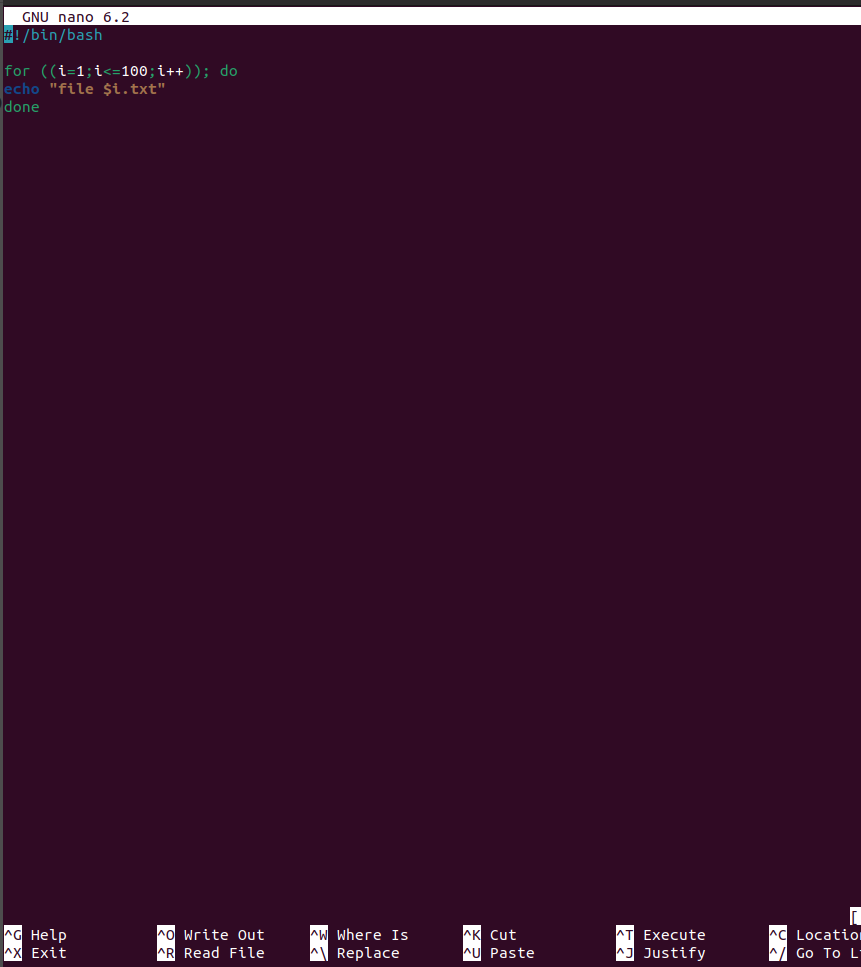 GNU nano 6.2
#!/bin/bash
for ((i=1;i<=100;i++)); do
echo "file $i.txt"
done
[
^G Help ^O Write Out ^W Where Is ^K Cut ^T Execute ^C Location
^X Exit ^R Read File ^\ Replace ^U Paste ^J Justify ^/ Go To Li